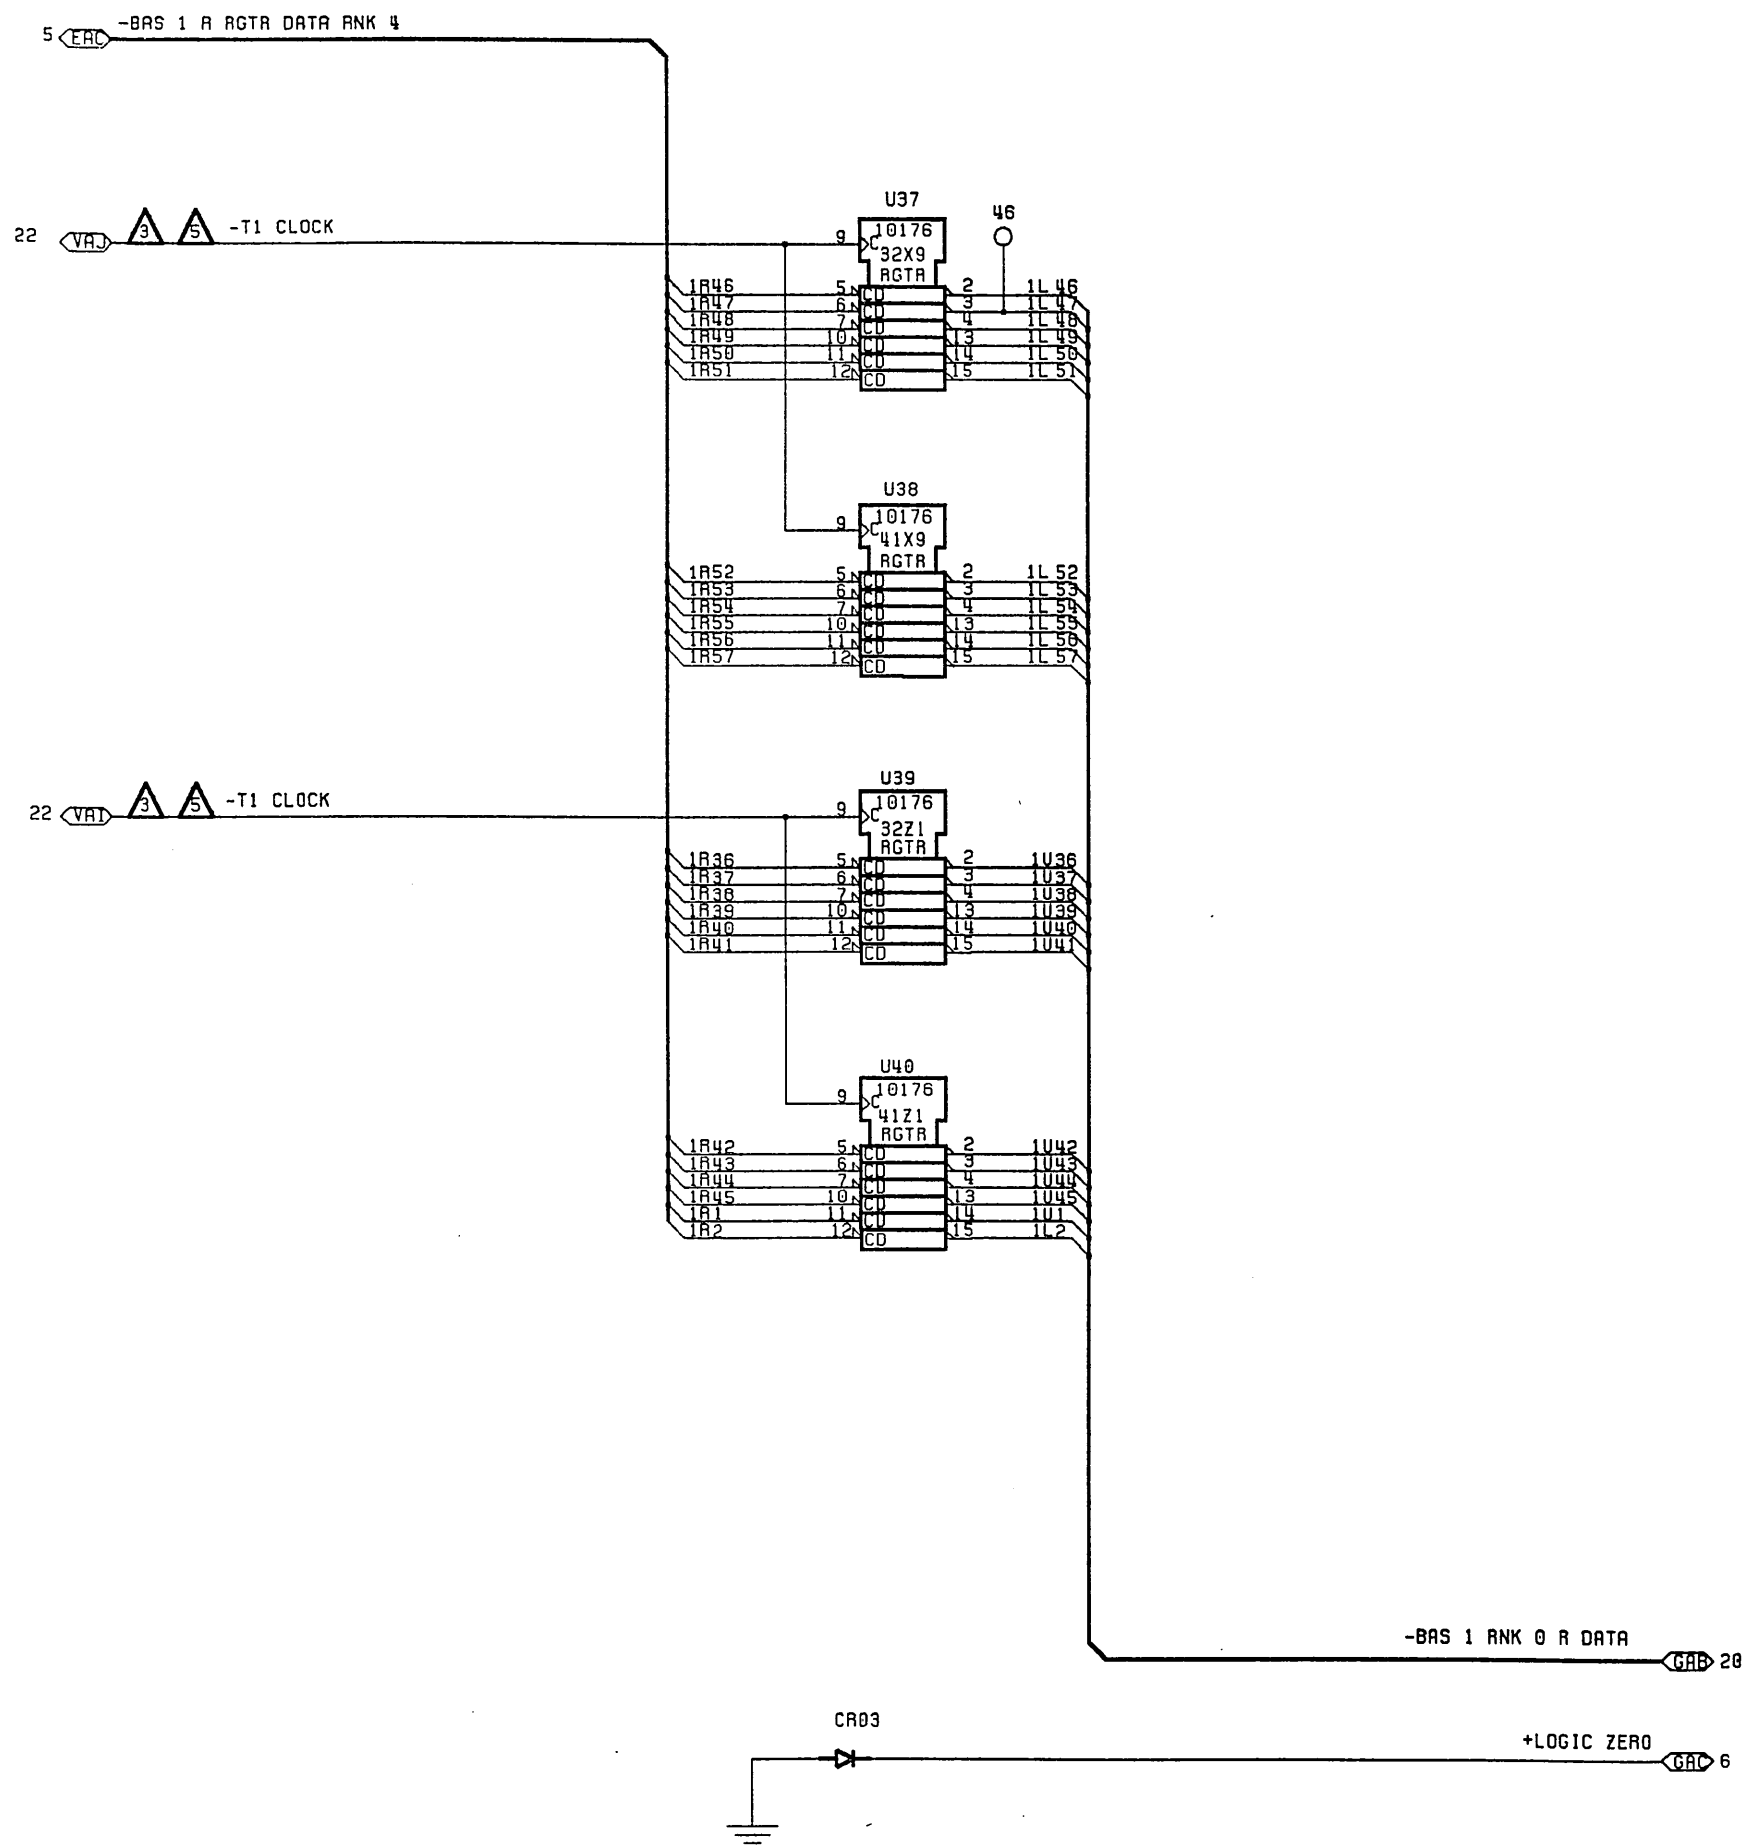 -BAS 1 R RGTR DATA RNK 4
5 EAC
U37
46
22 VAJ 3 5 -T1 CLOCK
9 C 10176
32X9
RGTR
1R46 5 CD 2 1L46
1R47 6 CD 3 1L47
1R48 7 CD 4 1L48
1R49 10 CD 13 1L49
1R50 11 CD 14 1L50
1R51 12 CD 15 1L51
U38
9 C 10176
41X9
RGTR
1R52 5 CD 2 1L52
1R53 6 CD 3 1L53
1R54 7 CD 4 1L54
1R55 10 CD 13 1L55
1R56 11 CD 14 1L56
1R57 12 CD 15 1L57
U39
22 VAI 3 5 -T1 CLOCK
9 C 10176
32Z1
RGTR
1R36 5 CD 2 1U36
1R37 6 CD 3 1U37
1R38 7 CD 4 1U38
1R39 10 CD 13 1U39
1R40 11 CD 14 1U40
1R41 12 CD 15 1U41
U40
9 C 10176
41Z1
RGTR
1R42 5 CD 2 1U42
1R43 6 CD 3 1U43
1R44 7 CD 4 1U44
1R45 10 CD 13 1U45
1R1 11 CD 14 1U1
1R2 12 CD 15 1L2
-BAS 1 RNK 0 R DATA
GAB 20
CR03
+LOGIC ZERO
GAC 6